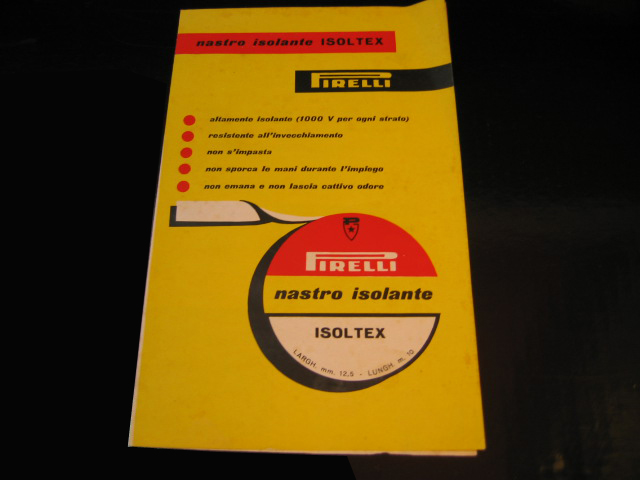 nastro isolante ISOLTEX
PIRELLI
altamente isolante (1000 V per ogni strato)
resistente all'invecchiamento
non s'impasta
non sporca le mani durante l'impiego
non emana e non lascia cattivo odore
PIRELLI
nastro isolante
ISOLTEX
LARGH. mm. 12,5 - LUNGH. m. 10